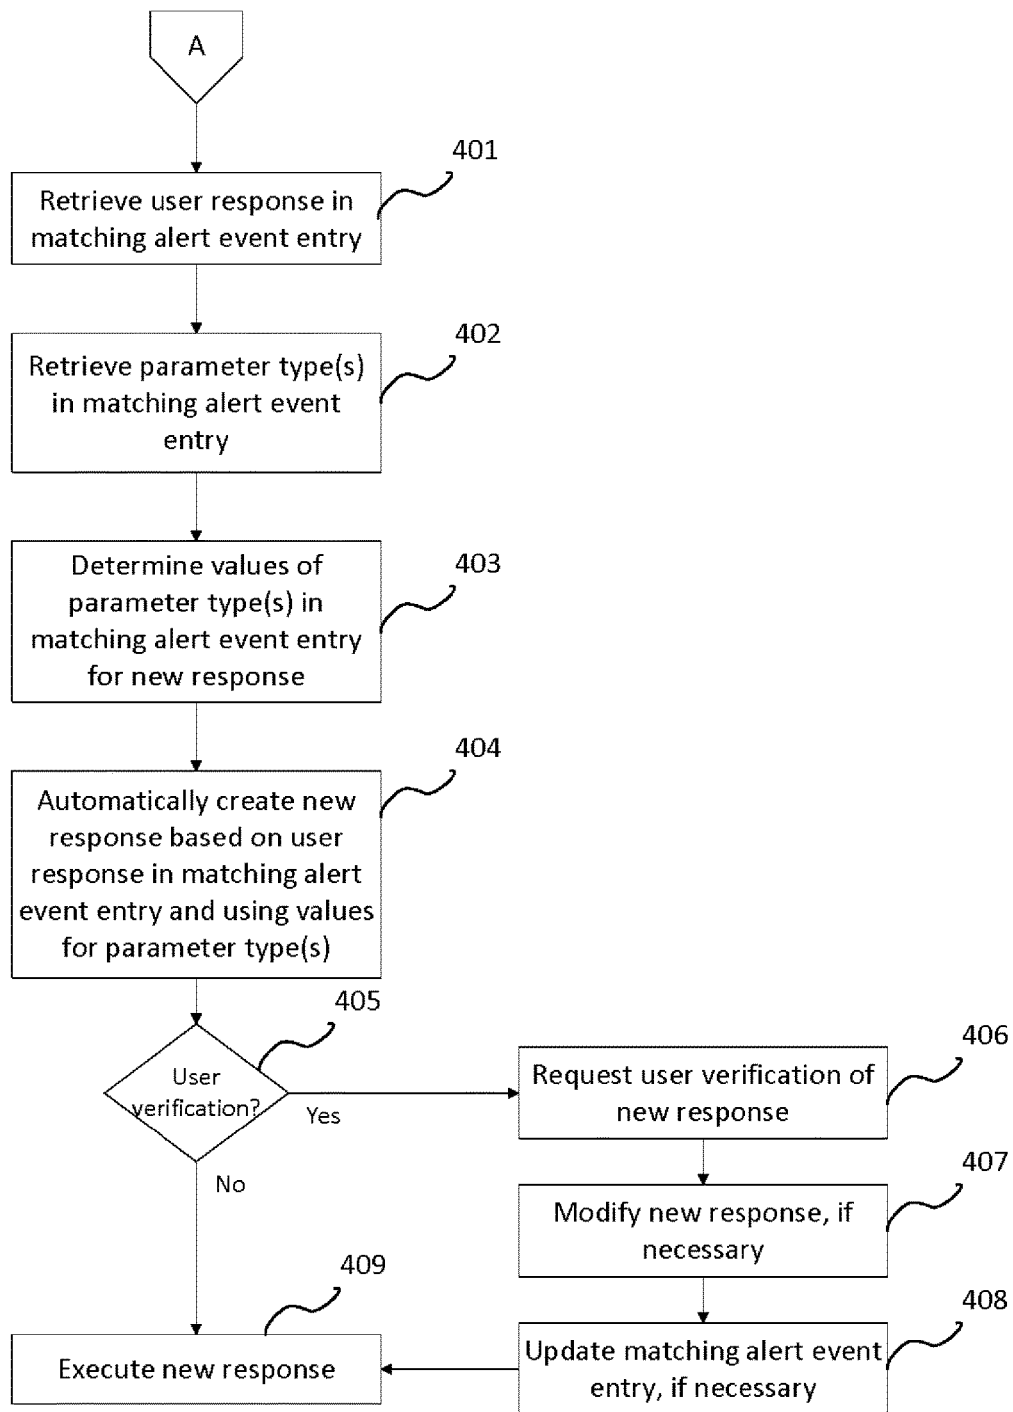 A
401
Retrieve user response in
matching alert event entry
402
Retrieve parameter type(s)
in matching alert event
entry
403
Determine values of
parameter type(s) in
matching alert event entry
for new response
404
Automatically create new
response based on user
response in matching alert
event entry and using values
for parameter type(s)
405
User
verification?
Yes
No
406
Request user verification of
new response
407
Modify new response, if
necessary
408
Update matching alert event
entry, if necessary
409
Execute new response